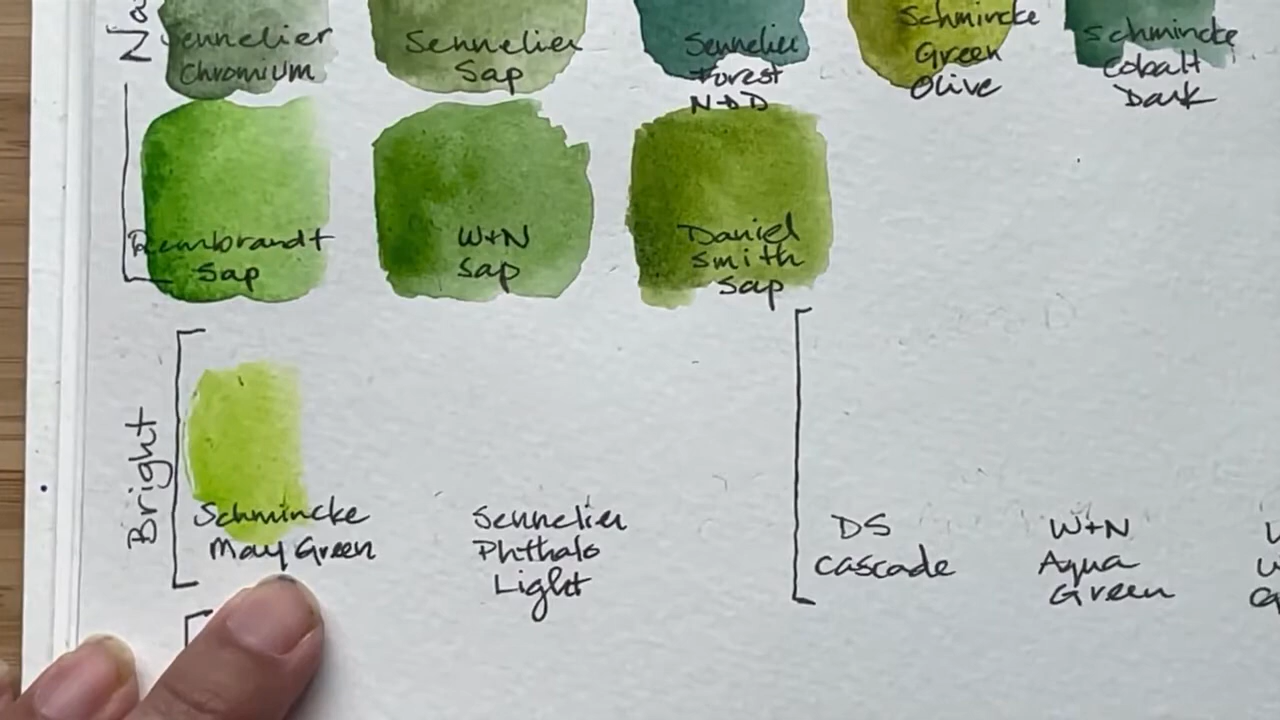 Na
Sennelier
Chromium
Sennelier
Sap
Sennelier
Forest
Schmincke
Green
Olive
Schmincke
Cobalt
Dark
Rembrandt
Sap
W+N
Sap
Daniel
Smith
Sap
Bright
Schmincke
May Green
Sennelier
Phthalo
Light
DS
Cascade
W+N
Aqua
Green